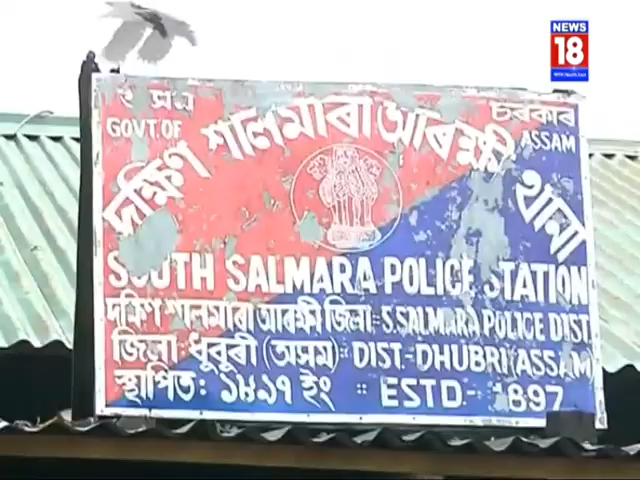 NEWS
18
অসম
চৰকাৰ
GOVT.OF
ASSAM
দক্ষিণ শালমাৰা আৰক্ষী থানা
SOUTH SALMARA POLICE STATION
দক্ষিণ শালমাৰা আৰক্ষী জিলা:- S.SALMARA POLICE DIST.
জিলা:- ধুবুৰী (অসম):- DIST.-DHUBRI (ASSAM)
স্থাপিত: ১৮৯৭ ইং :: ESTD.- 1897